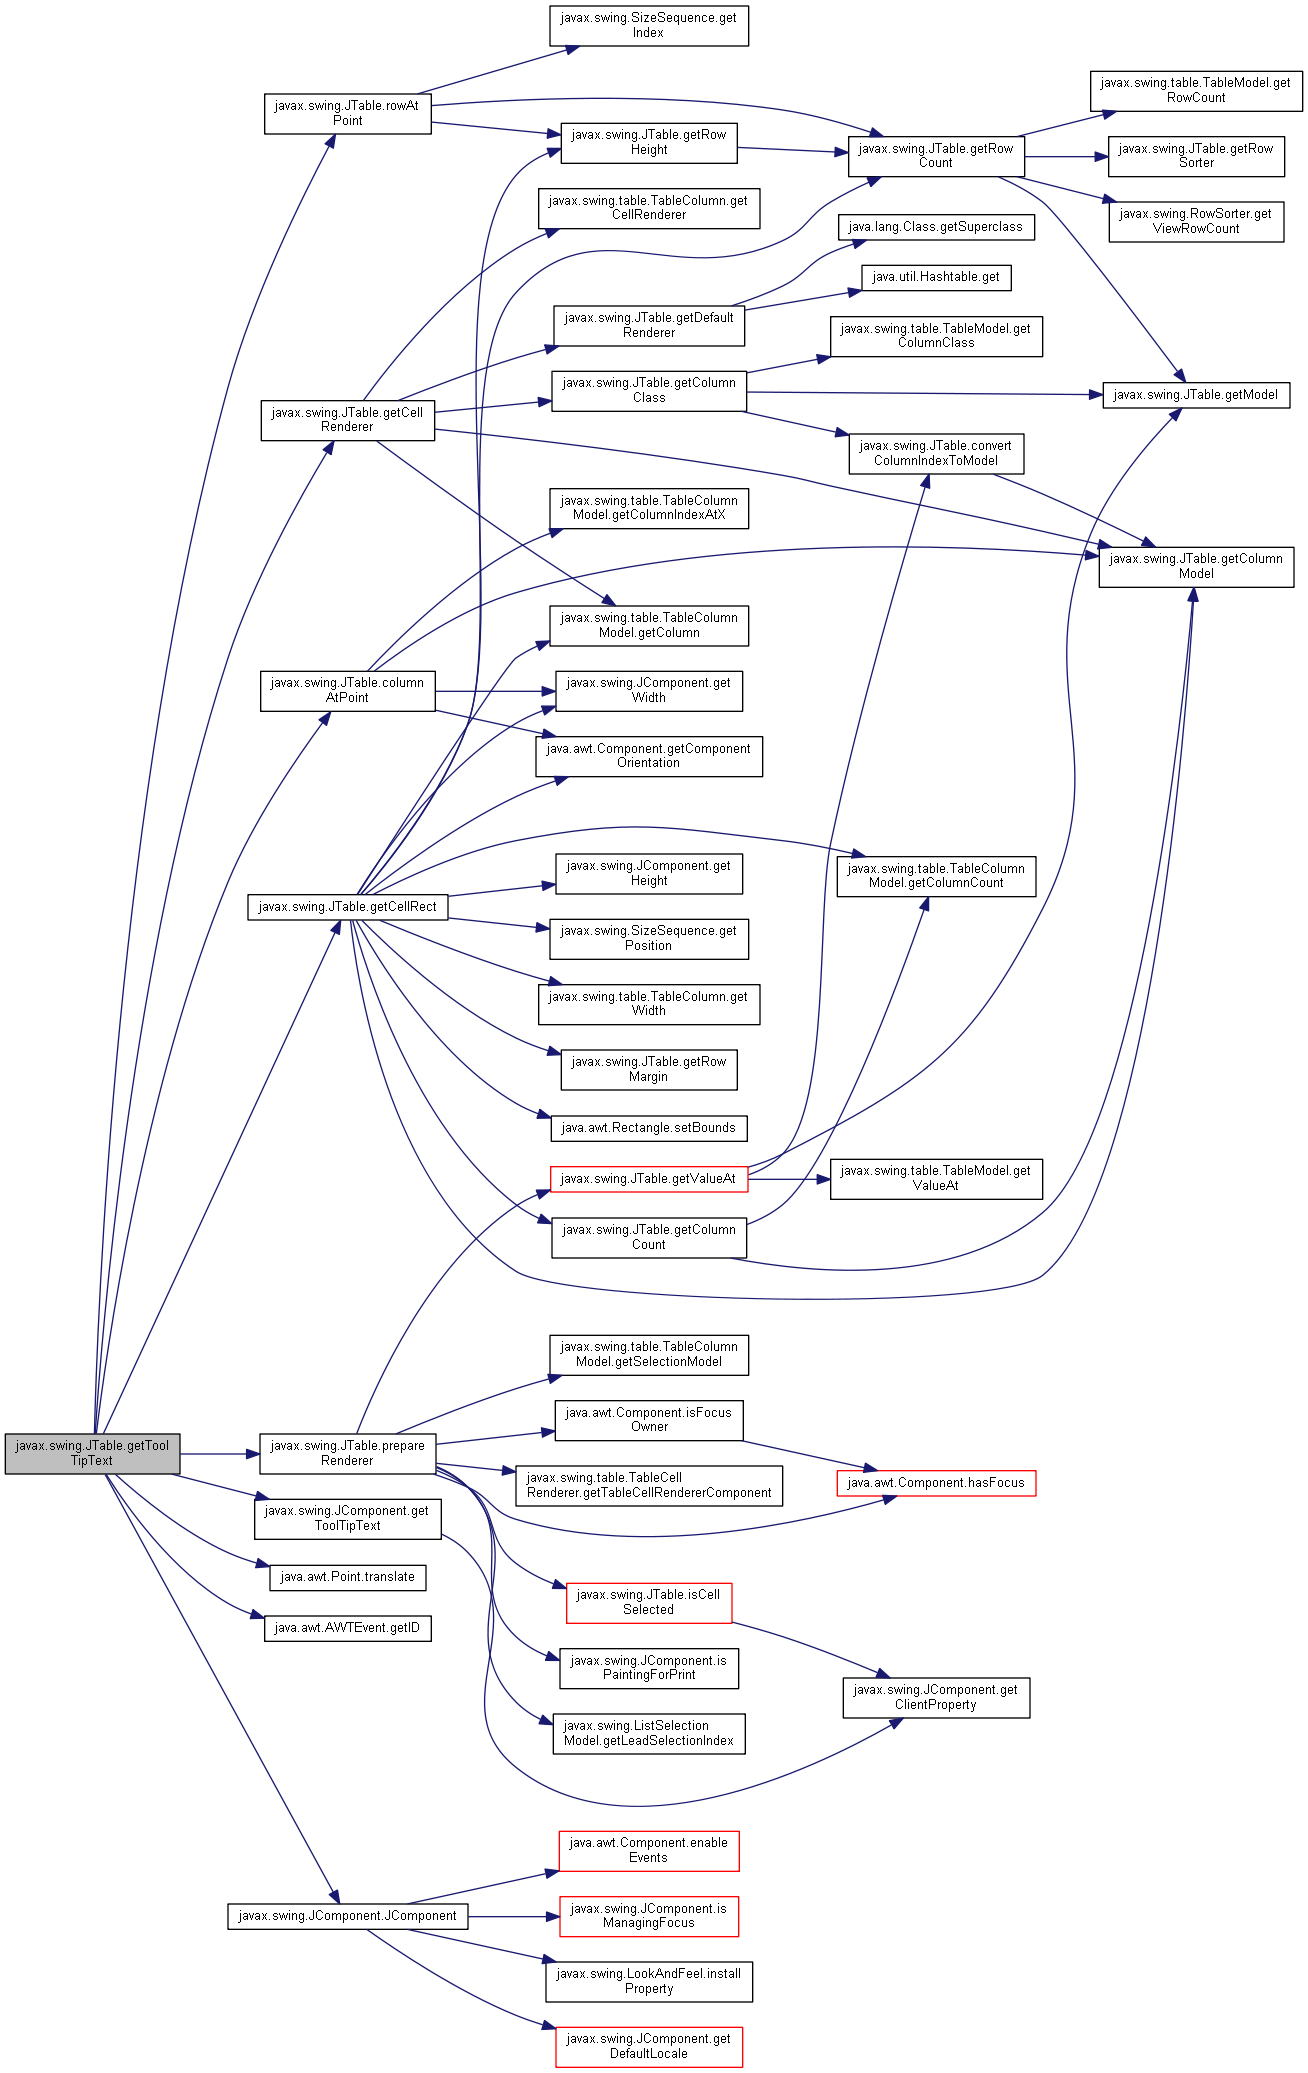 javax.swing.SizeSequence.get
Index
javax.swing.table.TableModel.get
RowCount
javax.swing.JTable.rowAt
Point
javax.swing.JTable.getRow
Height
javax.swing.JTable.getRow
Count
javax.swing.JTable.getRow
Sorter
javax.swing.table.TableColumn.get
CellRenderer
javax.swing.RowSorter.get
ViewRowCount
java.lang.Class.getSuperclass
java.util.Hashtable.get
javax.swing.JTable.getDefault
Renderer
javax.swing.table.TableModel.get
ColumnClass
javax.swing.JTable.getColumn
Class
javax.swing.JTable.getModel
javax.swing.JTable.getCell
Renderer
javax.swing.JTable.convert
ColumnIndexToModel
javax.swing.table.TableColumn
Model.getColumnIndexAtX
javax.swing.JTable.getColumn
Model
javax.swing.table.TableColumn
Model.getColumn
javax.swing.JTable.column
AtPoint
javax.swing.JComponent.get
Width
java.awt.Component.getComponent
Orientation
javax.swing.JComponent.get
Height
javax.swing.table.TableColumn
Model.getColumnCount
javax.swing.JTable.getCellRect
javax.swing.SizeSequence.get
Position
javax.swing.table.TableColumn.get
Width
javax.swing.JTable.getRow
Margin
java.awt.Rectangle.setBounds
javax.swing.JTable.getValueAt
javax.swing.table.TableModel.get
ValueAt
javax.swing.JTable.getColumn
Count
javax.swing.table.TableColumn
Model.getSelectionModel
java.awt.Component.isFocus
Owner
javax.swing.JTable.getTool
TipText
javax.swing.JTable.prepare
Renderer
javax.swing.table.TableCell
Renderer.getTableCellRendererComponent
java.awt.Component.hasFocus
javax.swing.JComponent.get
ToolTipText
java.awt.Point.translate
javax.swing.JTable.isCell
Selected
java.awt.AWTEvent.getID
javax.swing.JComponent.is
PaintingForPrint
javax.swing.JComponent.get
ClientProperty
javax.swing.ListSelection
Model.getLeadSelectionIndex
java.awt.Component.enable
Events
javax.swing.JComponent.JComponent
javax.swing.JComponent.is
ManagingFocus
javax.swing.LookAndFeel.install
Property
javax.swing.JComponent.get
DefaultLocale